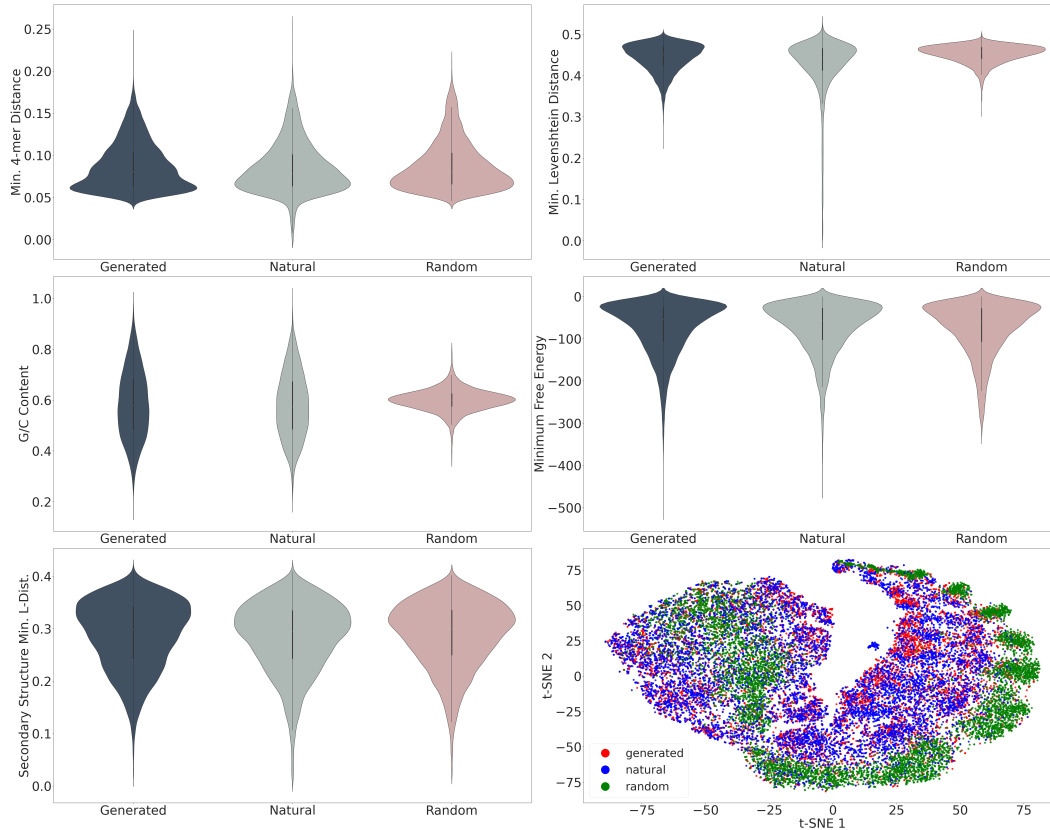 Min. 4-mer Distance
0.25
0.20
0.15
0.10
0.05
0.00
Generated Natural Random
Min. Levenshtein Distance
0.5
0.4
0.3
0.2
0.1
0.0
Generated Natural Random
G/C Content
1.0
0.8
0.6
0.4
0.2
Generated Natural Random
Minimum Free Energy
0
−100
−200
−300
−400
−500
Generated Natural Random
Secondary Structure Min. L-Dist.
0.4
0.3
0.2
0.1
0.0
Generated Natural Random
t-SNE 2
75
50
25
0
−25
−50
−75
generated
natural
random
−75 −50 −25 0 25 50 75
t-SNE 1